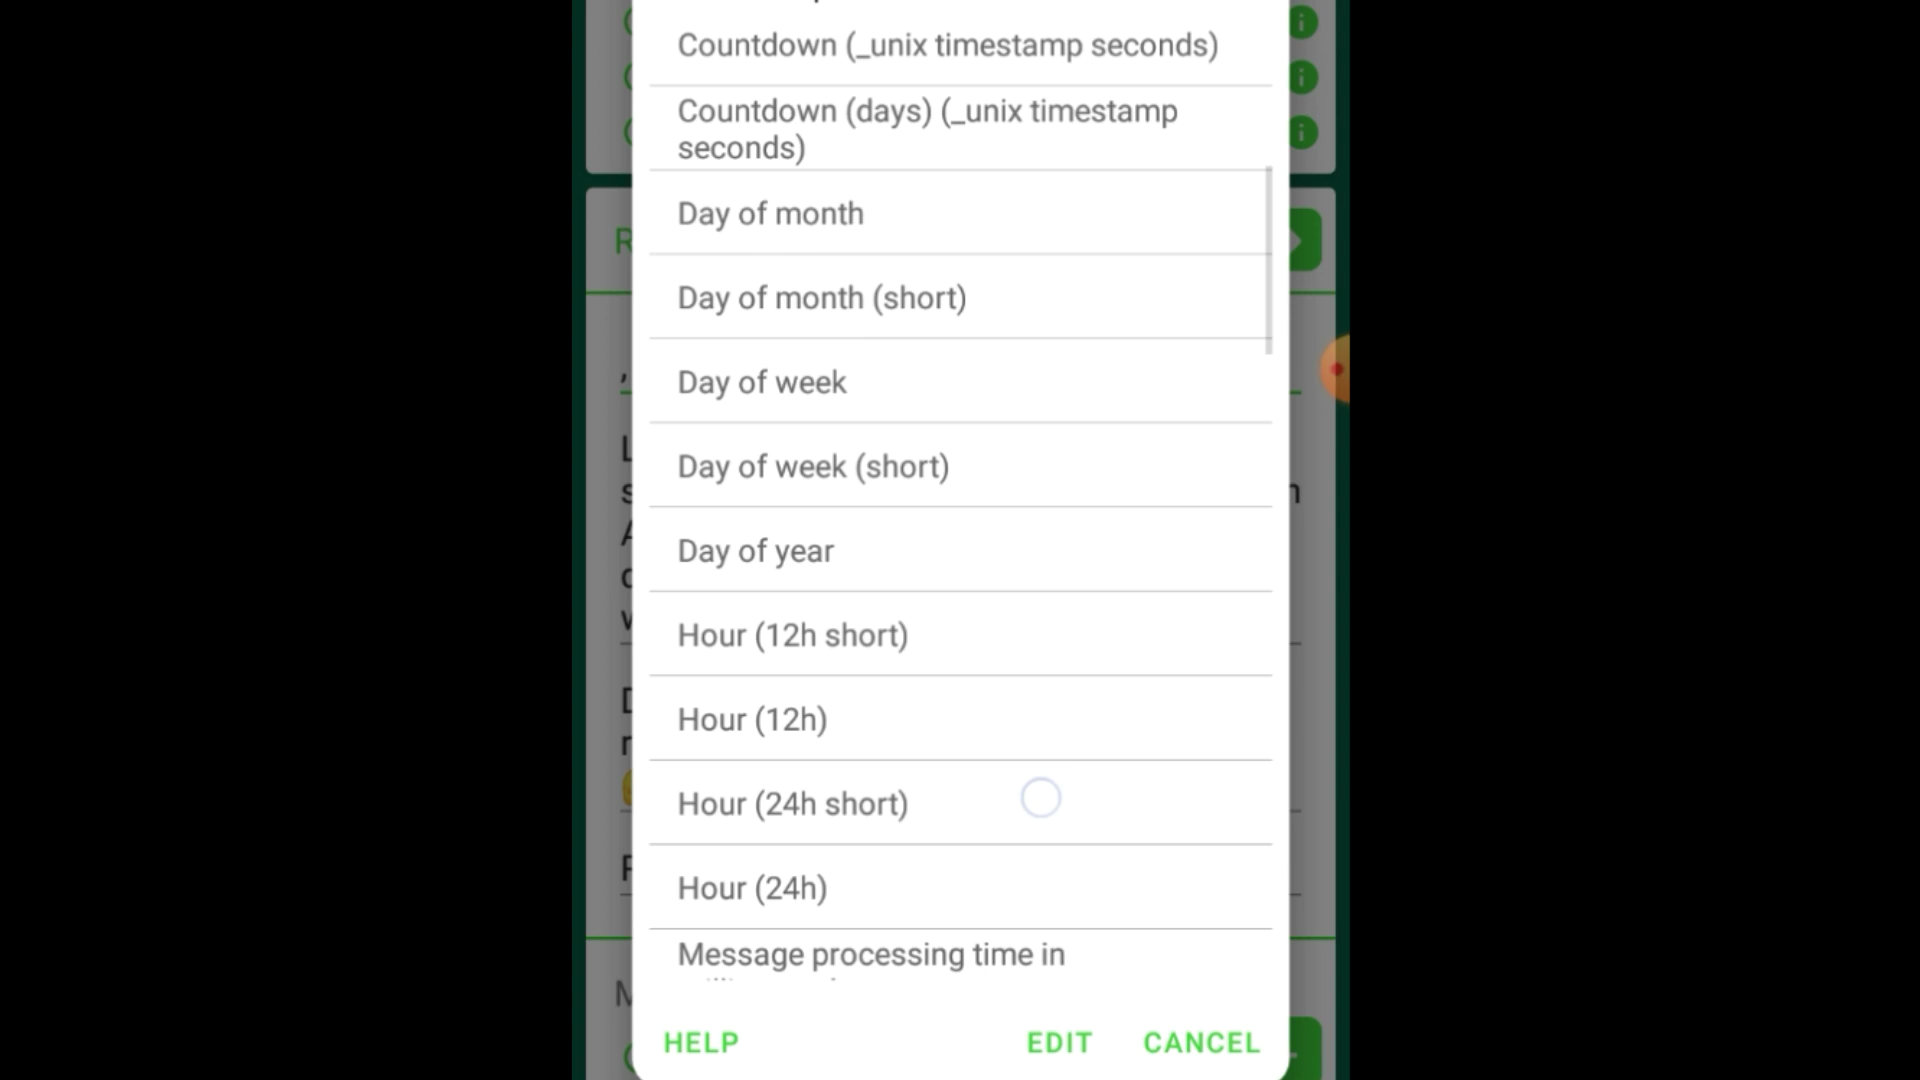 Countdown (_unix timestamp seconds)
Countdown (days) (_unix timestamp
seconds)
Day of month
Day of month (short)
Day of week
Day of week (short)
Day of year
Hour (12h short)
Hour (12h)
Hour (24h short)
Hour (24h)
Message processing time in
HELP
EDIT
CANCEL